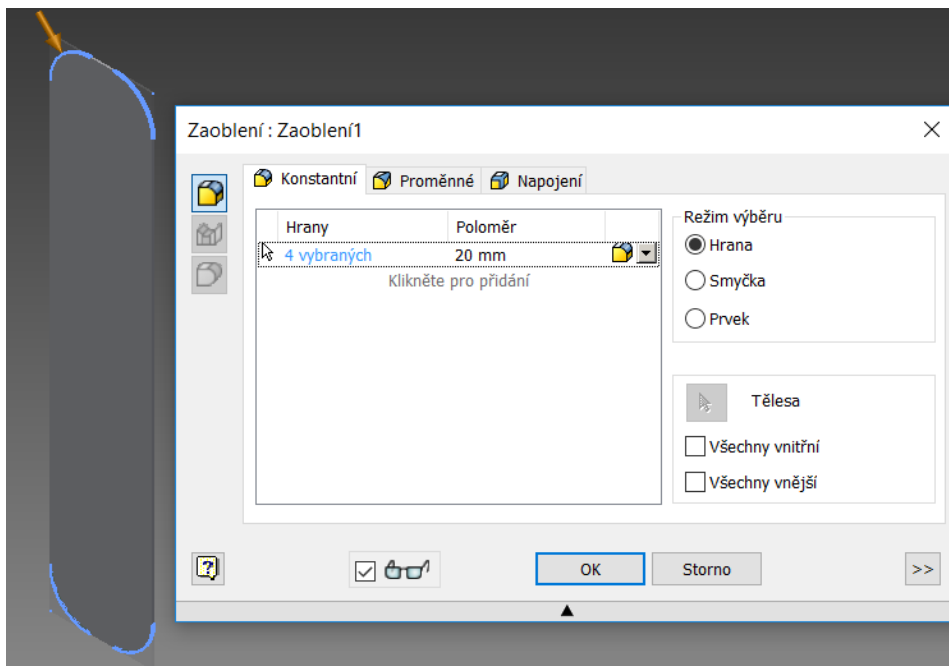 Zaoblení : Zaoblení1
Konstantní Proměnné Napojení
Hrany Poloměr
4 vybraných 20 mm
Klikněte pro přidání
Režim výběru
Hrana
Smyčka
Prvek
Tělesa
Všechny vnitřní
Všechny vnější
OK Storno >>